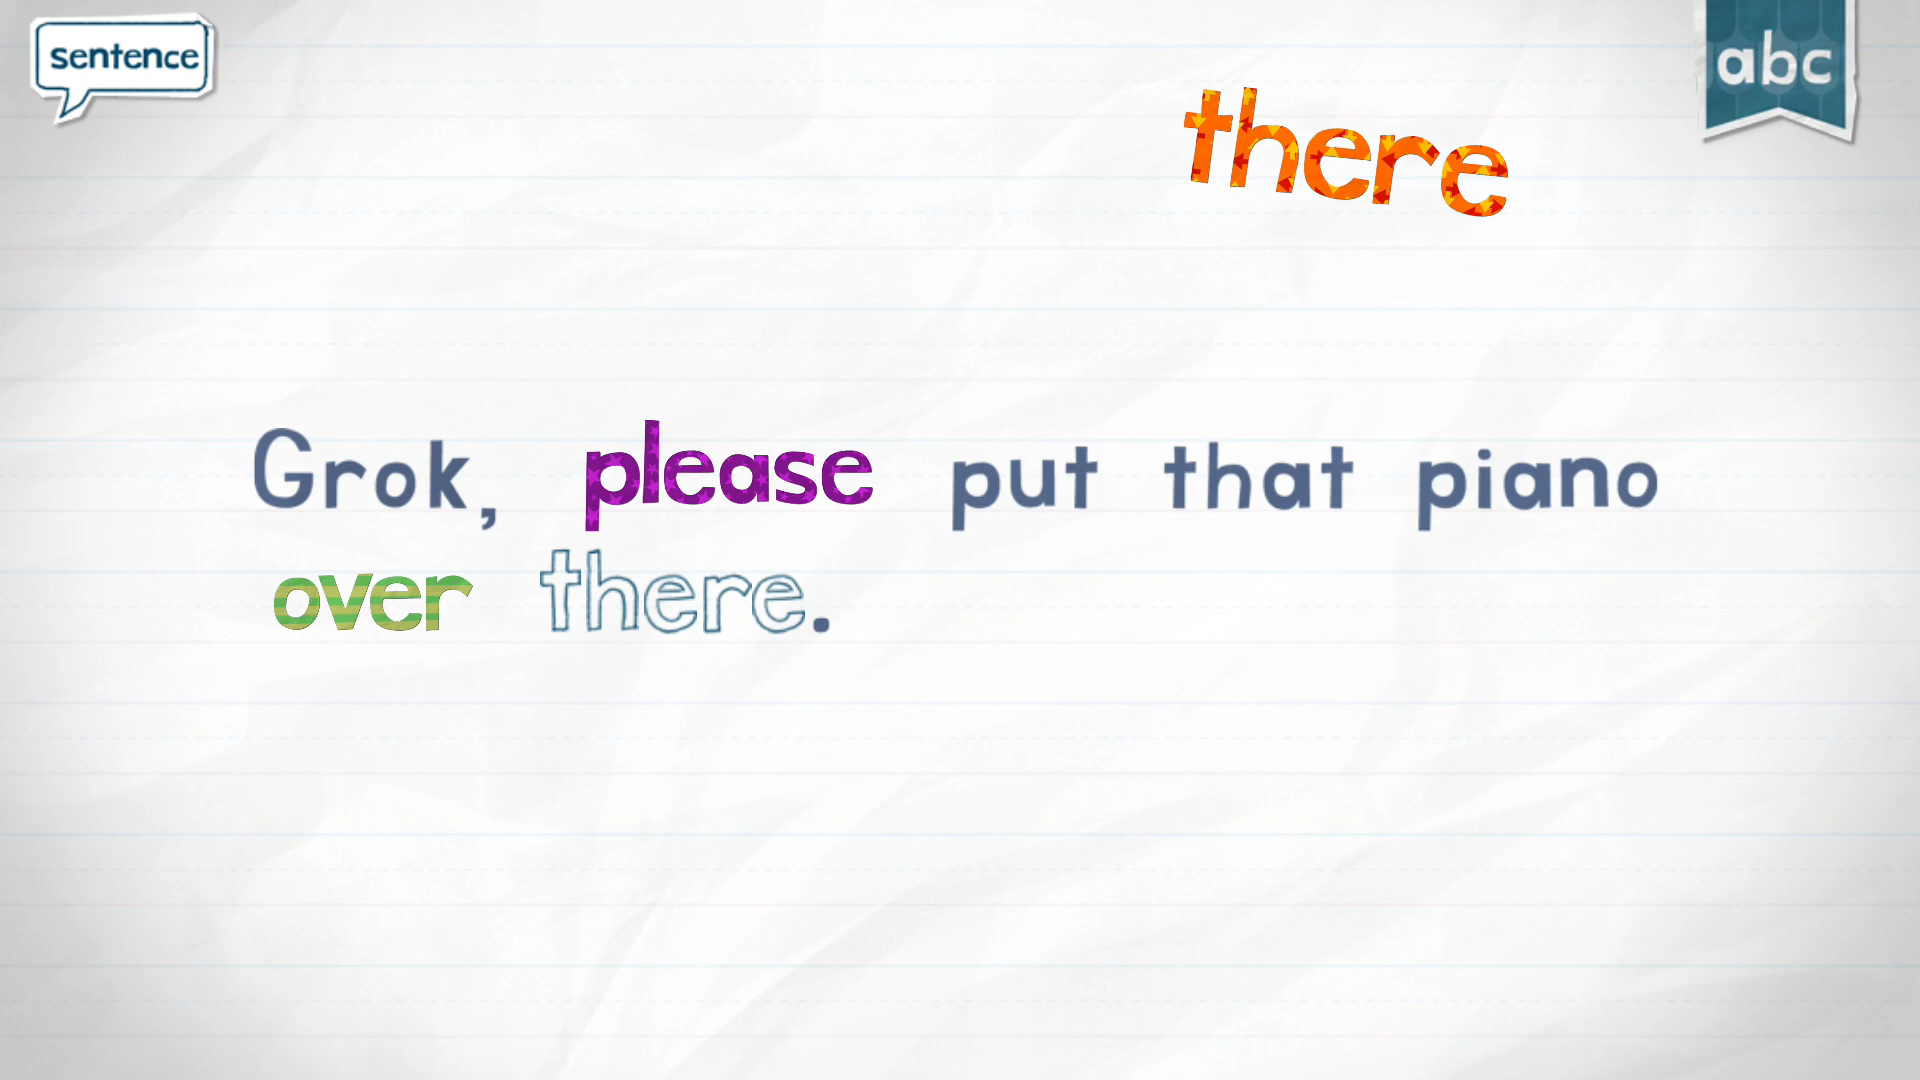 sentence
abc
there
Grok, please put that piano
over there.